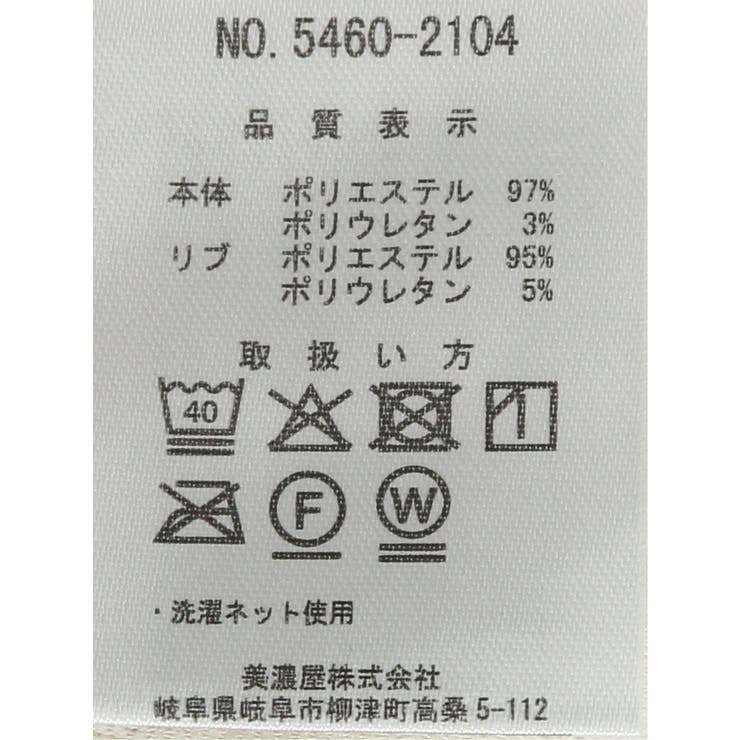 NO. 5460-2104
品質表示
本体 ポリエステル 97%
ポリウレタン 3%
リブ ポリエステル 95%
ポリウレタン 5%
取扱い方
40
F W
・洗濯ネット使用
美濃屋株式会社
岐阜県岐阜市柳津町高桑5-112